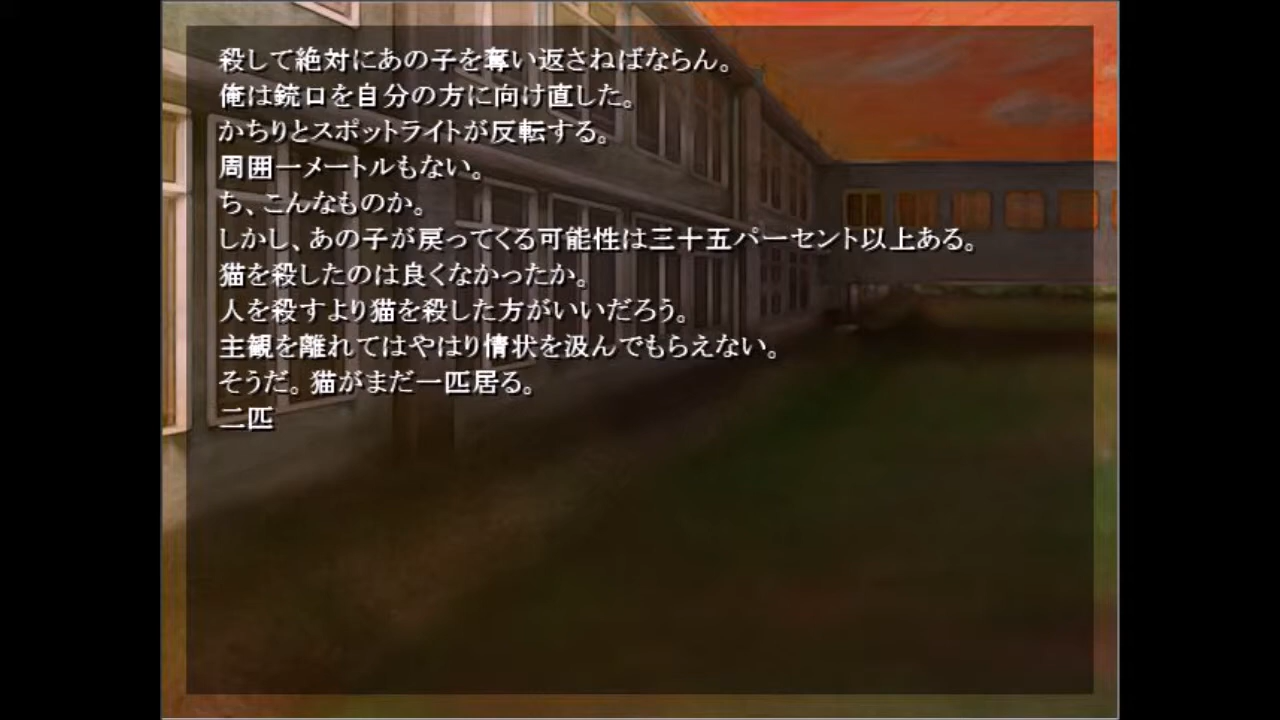 殺して絶対にあの子を奪い返さねばならん。
俺は銃口を自分の方に向け直した。
かちりとスポットライトが反転する。
周囲一メートルもない。
ち、こんなものか。
しかし、あの子が戻ってくる可能性は三十五パーセント以上ある。
猫を殺したのは良くなかったか。
人を殺すより猫を殺した方がいいだろう。
主観を離れてはやはり情状を汲んでもらえない。
そうだ。猫がまだ一匹居る。
二匹